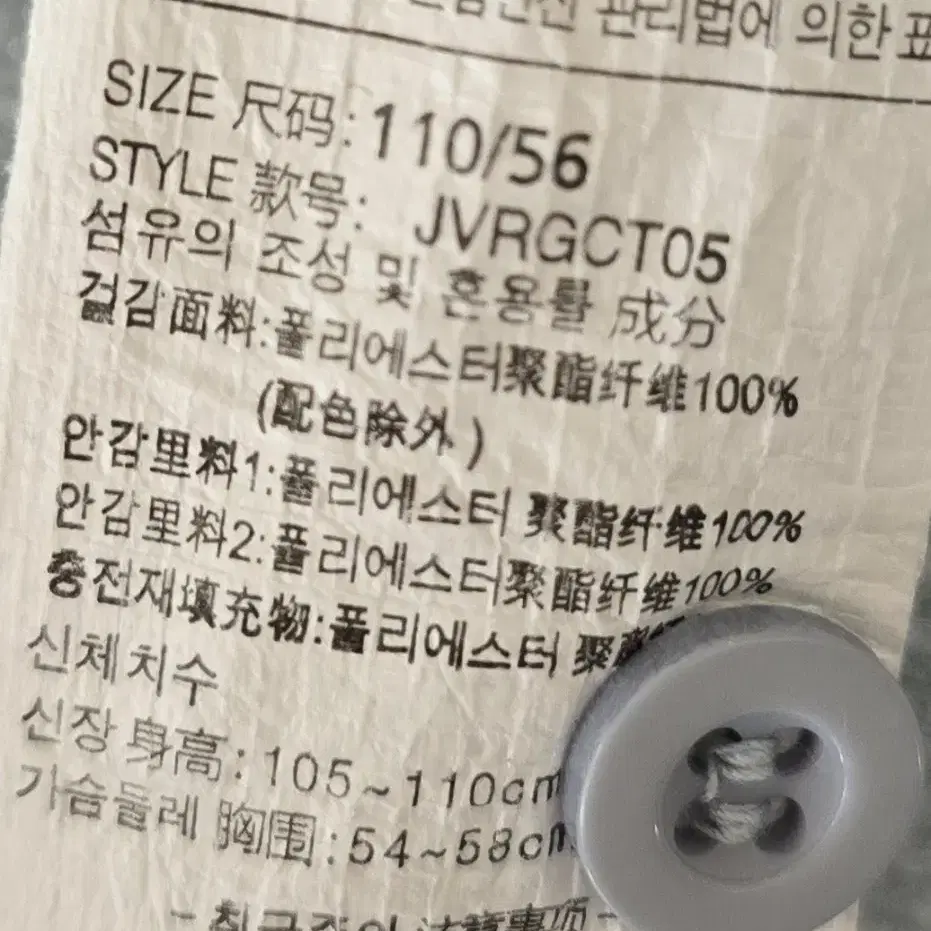 관리법에 의한 표
SIZE 尺码: 110/56
STYLE 款号: JVRGCT05
섬유의 조성 및 혼용률 成分
겉감面料:폴리에스터聚酯纤维100%
(配色除外)
안감里料1:폴리에스터 聚酯纤维100%
안감里料2:폴리에스터聚酯纤维100%
충전재填充物:폴리에스터 聚酯
신체치수
신장 身高: 105~110cm
가슴둘레 胸围:54~58cm